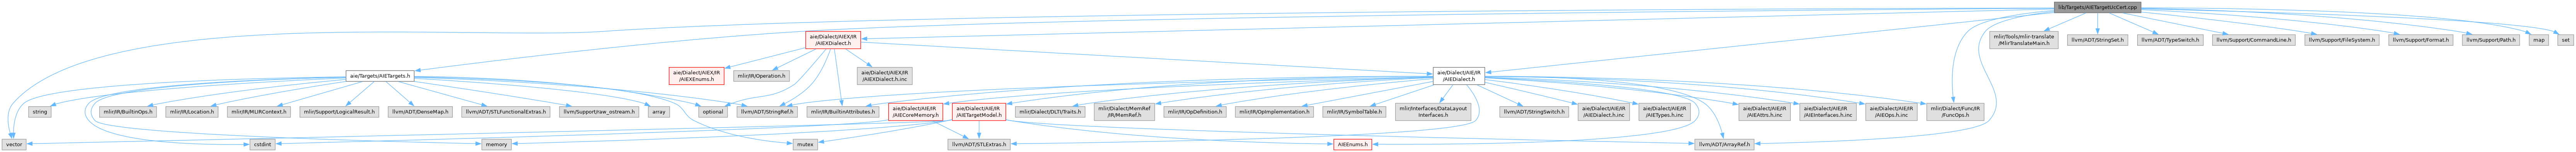 lib/Targets/AIETargetUcCert.cpp
aie/Dialect/AIEX/IR
/AIEXDialect.h
mlir/Tools/mlir-translate
/MlirTranslateMain.h
llvm/ADT/StringSet.h
llvm/ADT/TypeSwitch.h
llvm/Support/CommandLine.h
llvm/Support/FileSystem.h
llvm/Support/Format.h
llvm/Support/Path.h
map
set
aie/Targets/AIETargets.h
aie/Dialect/AIEX/IR
/AIEXEnums.h
mlir/IR/Operation.h
aie/Dialect/AIEX/IR
/AIEXDialect.h.inc
aie/Dialect/AIE/IR
/AIEDialect.h
string
mlir/IR/BuiltinOps.h
mlir/IR/Location.h
mlir/IR/MLIRContext.h
mlir/Support/LogicalResult.h
llvm/ADT/DenseMap.h
llvm/ADT/STLFunctionalExtras.h
llvm/Support/raw_ostream.h
array
optional
llvm/ADT/StringRef.h
mlir/IR/BuiltinAttributes.h
aie/Dialect/AIE/IR
/AIECoreMemory.h
aie/Dialect/AIE/IR
/AIETargetModel.h
mlir/Dialect/DLTI/Traits.h
mlir/Dialect/MemRef
/IR/MemRef.h
mlir/IR/OpDefinition.h
mlir/IR/OpImplementation.h
mlir/IR/SymbolTable.h
mlir/Interfaces/DataLayout
Interfaces.h
llvm/ADT/StringSwitch.h
aie/Dialect/AIE/IR
/AIEDialect.h.inc
aie/Dialect/AIE/IR
/AIETypes.h.inc
aie/Dialect/AIE/IR
/AIEAttrs.h.inc
aie/Dialect/AIE/IR
/AIEInterfaces.h.inc
aie/Dialect/AIE/IR
/AIEOps.h.inc
mlir/Dialect/Func/IR
/FuncOps.h
vector
cstdint
memory
mutex
llvm/ADT/STLExtras.h
AIEEnums.h
llvm/ADT/ArrayRef.h